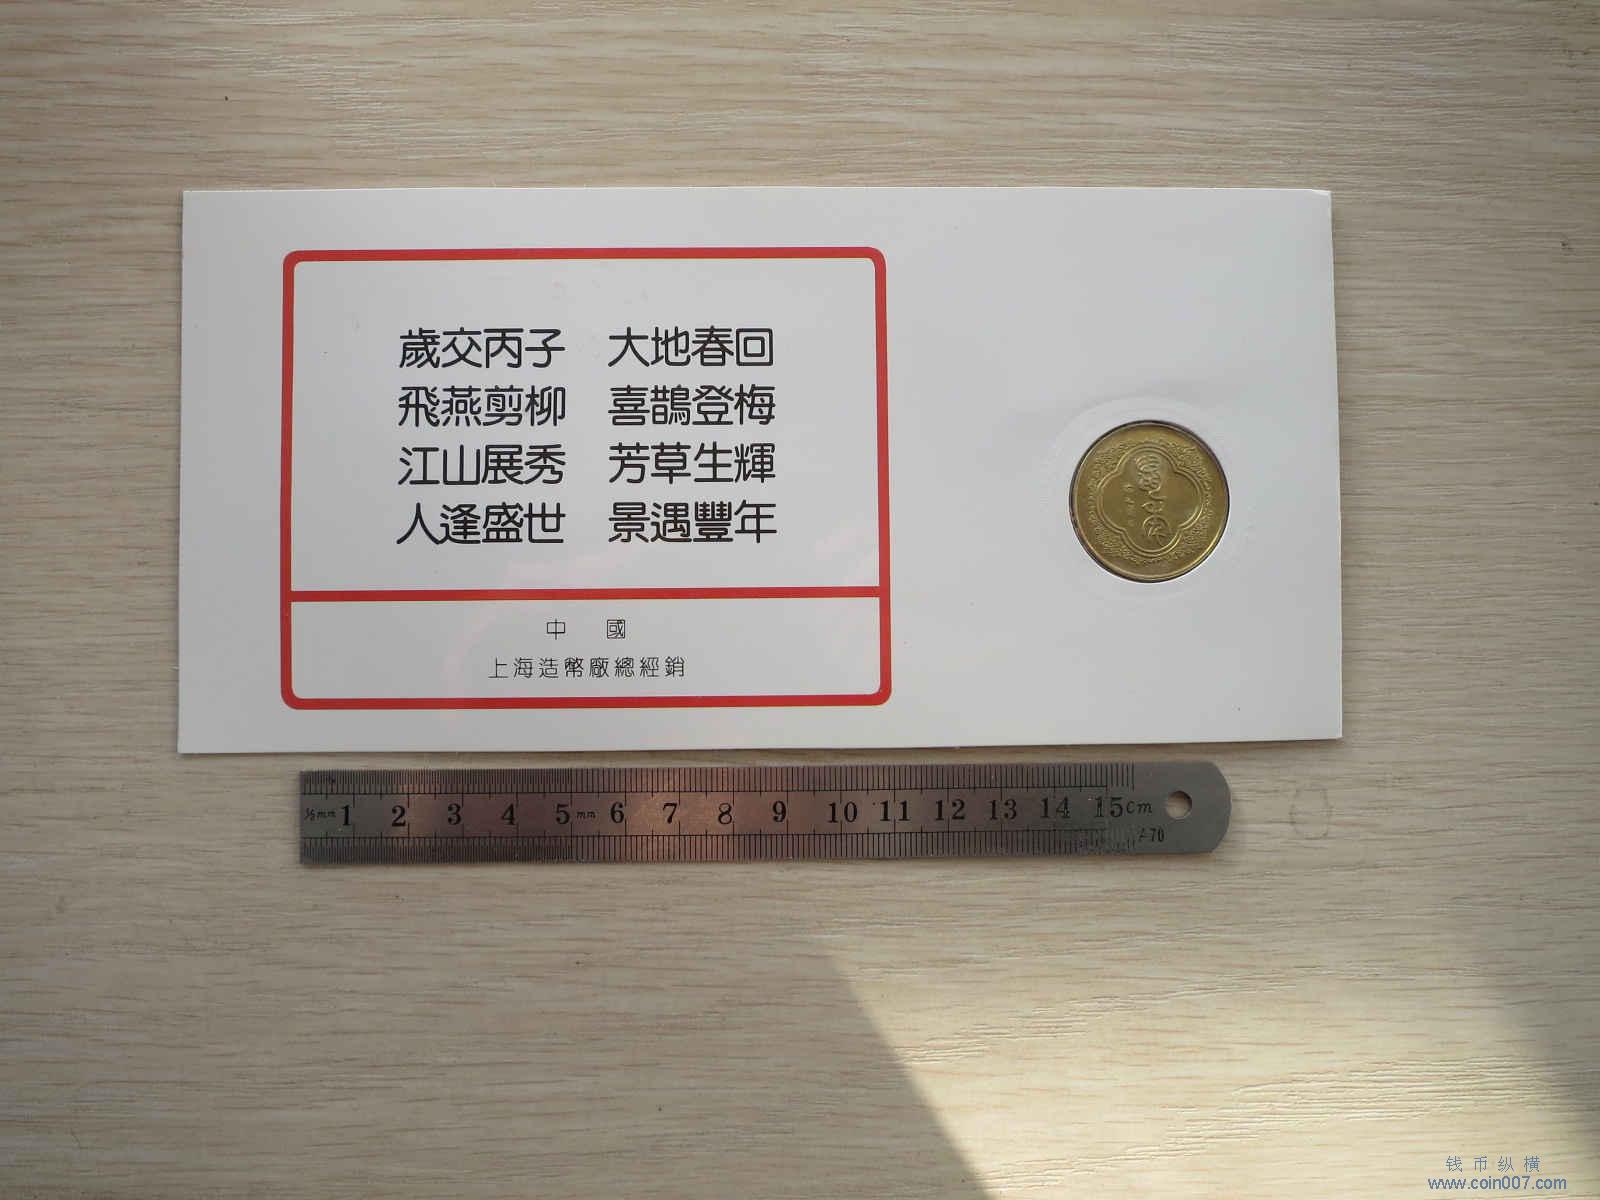 歲交丙子 大地春回
飛燕剪柳 喜鵲登梅
江山展秀 芳草生輝
人逢盛世 景遇豐年
中 國
上海造幣廠總經銷
½mm 1 2 3 4 5 mm 6 7 8 9 10 11 12 13 14 15cm
钱币纵横
www.coin007.com